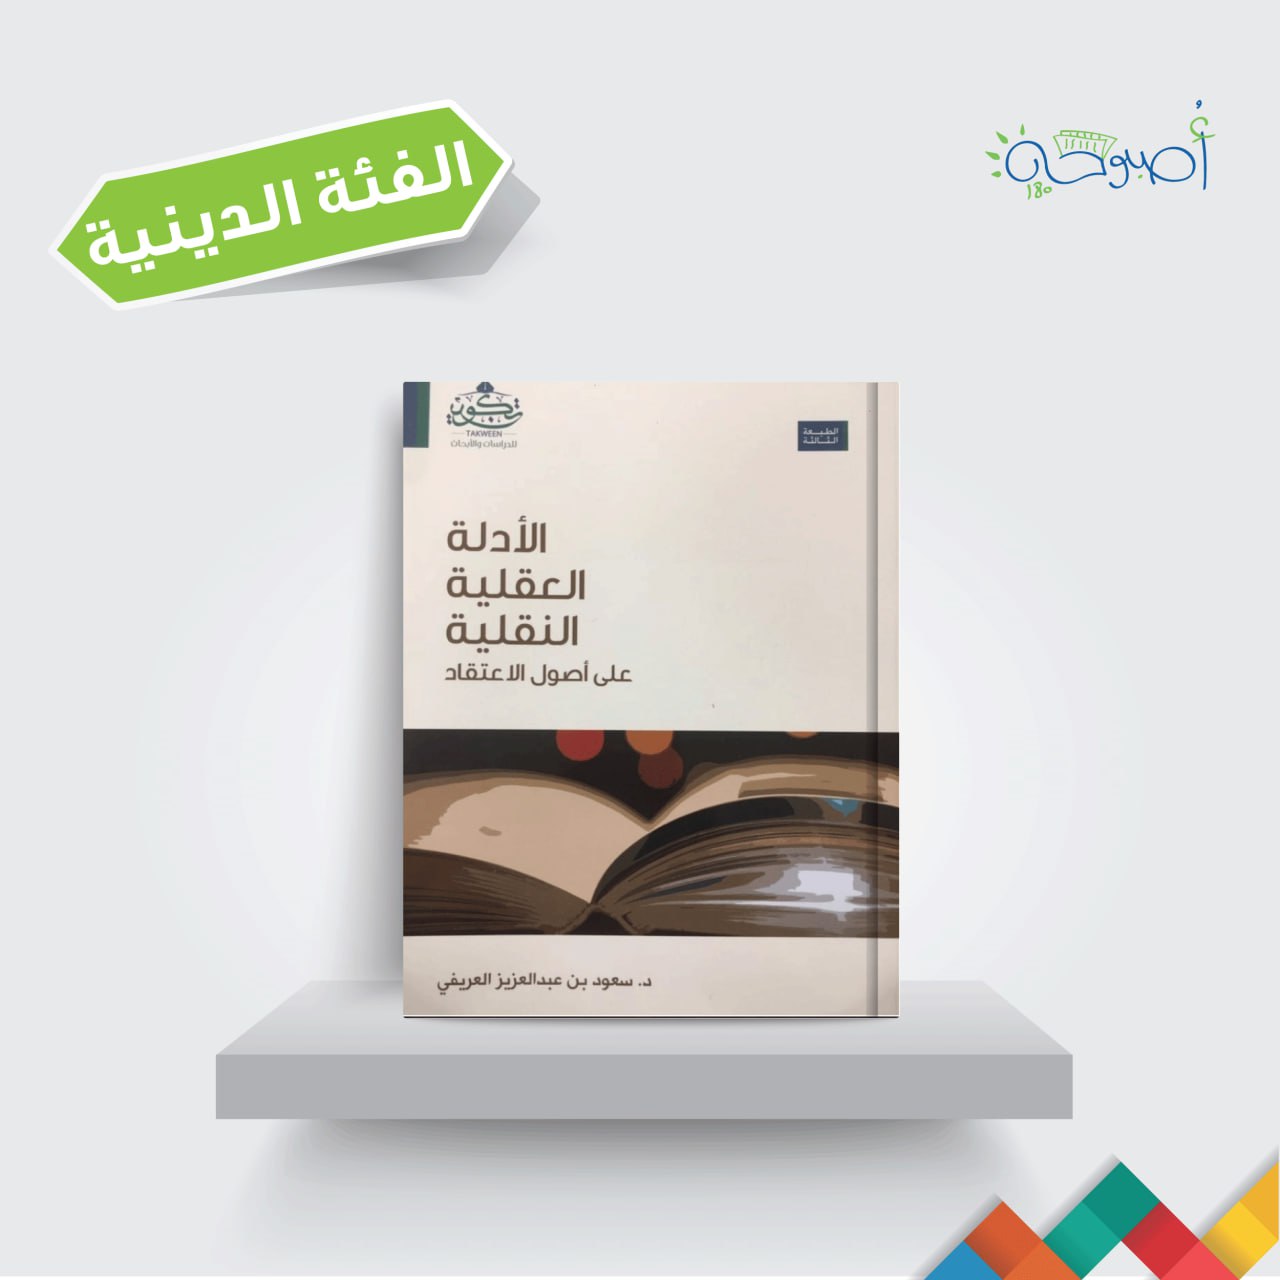 أُصبوحة
١٨٠
الفئة الدينية
تكوين
TAKWEEN
للدراسات والأبحاث
الطبعة
الثالثة
الأدلة
العقلية
النقلية
على أصول الاعتقاد
د. سعود بن عبدالعزيز العريفي